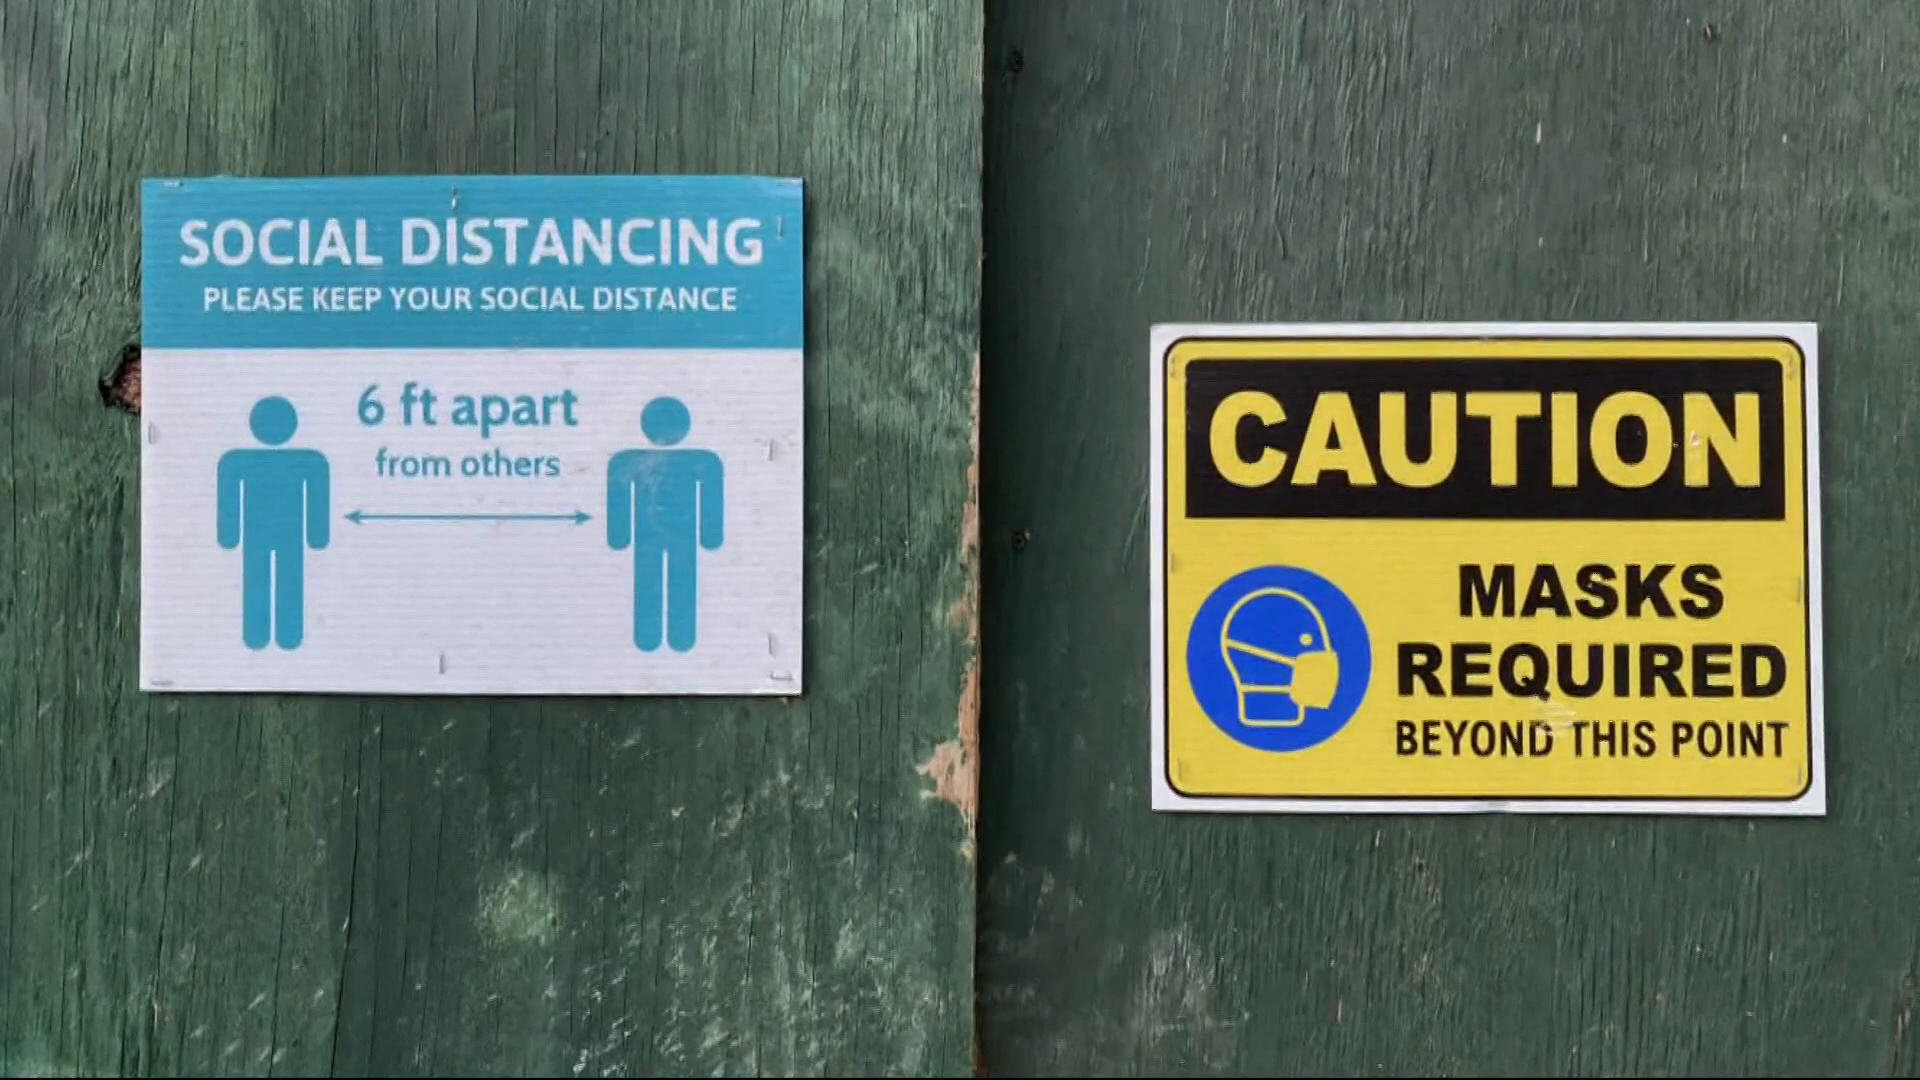 SOCIAL DISTANCING
PLEASE KEEP YOUR SOCIAL DISTANCE
6 ft apart
from others
CAUTION
MASKS
REQUIRED
BEYOND THIS POINT